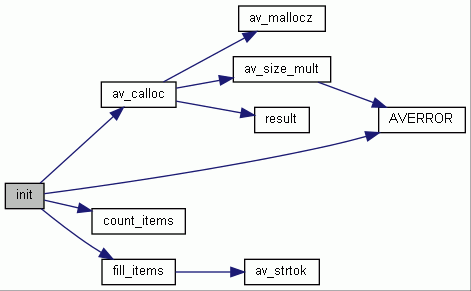 av_mallocz
av_size_mult
av_calloc
result
AVERROR
init
count_items
fill_items
av_strtok